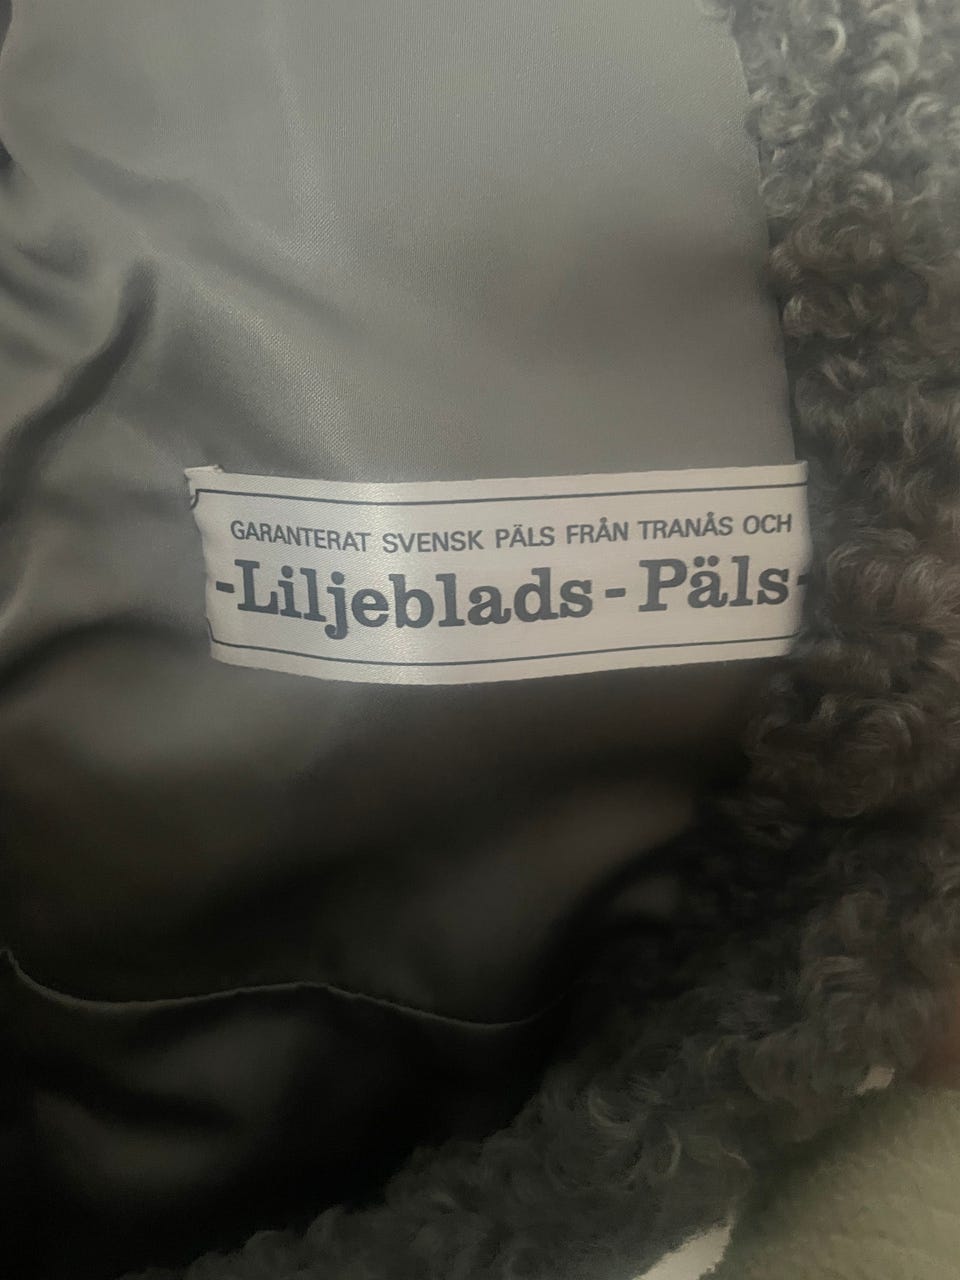 GARANTERAT SVENSK PÄLS FRÅN TRANÅS OCH
-Liljeblads-Päls-